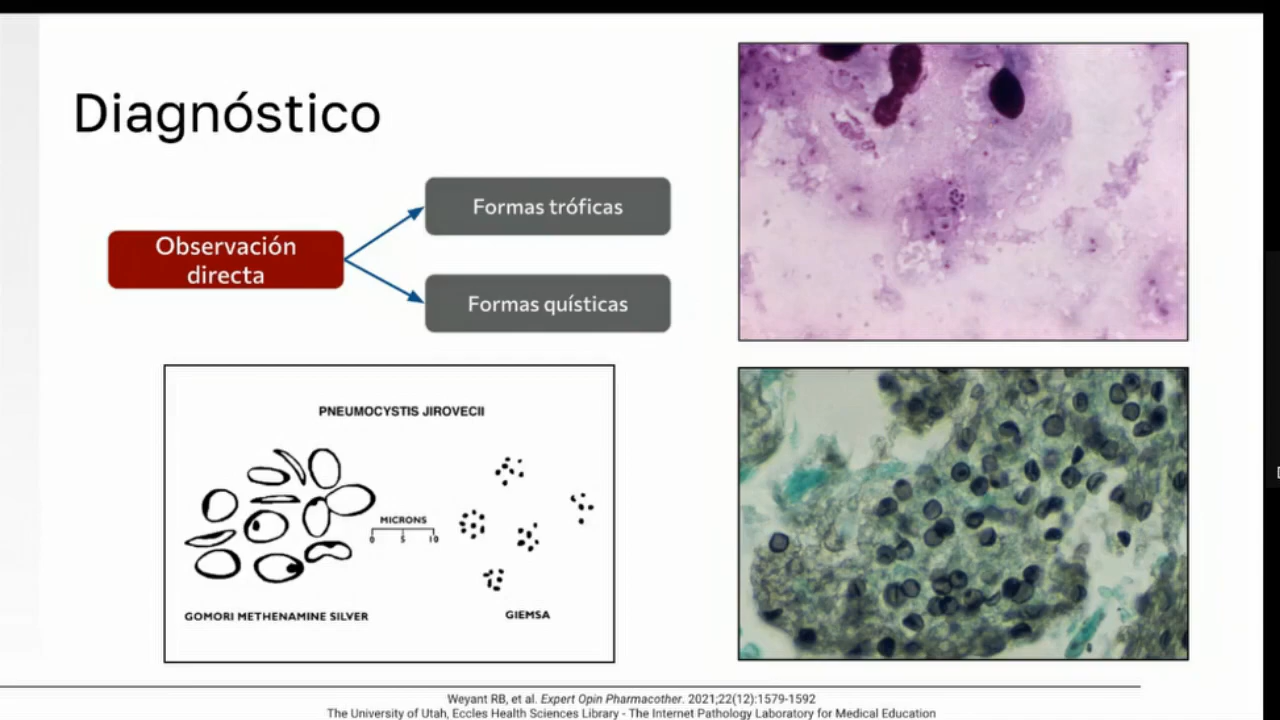 Diagnóstico
Observación
directa
Formas tróficas
Formas quísticas
PNEUMOCYSTIS JIROVECII
MICRONS
0 5 10
GOMORI METHENAMINE SILVER
GIEMSA
Weyant RB, et al. Expert Opin Pharmacother. 2021;22(12):1579-1592
The University of Utah, Eccles Health Sciences Library - The Internet Pathology Laboratory for Medical Education